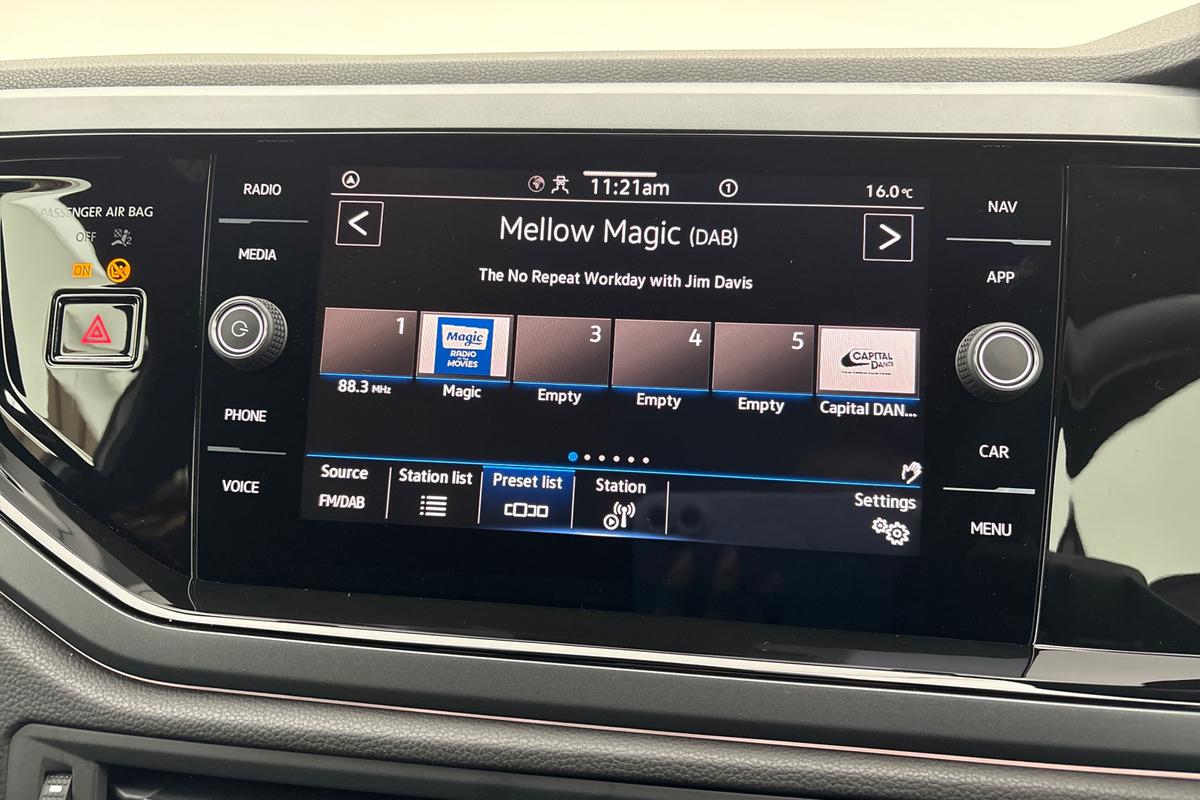 PASSENGER AIR BAG
OFF
ON
RADIO
MEDIA
PHONE
VOICE
11:21am
1
16.0°C
<
Mellow Magic (DAB)
>
The No Repeat Workday with Jim Davis
1
88.3 MHz
Magic
RADIO
MOVIES
Magic
3
Empty
4
Empty
5
Empty
CAPITAL
DANCE
Capital DAN...
Source
FM/DAB
Station list
Preset list
Station
Settings
NAV
APP
CAR
MENU